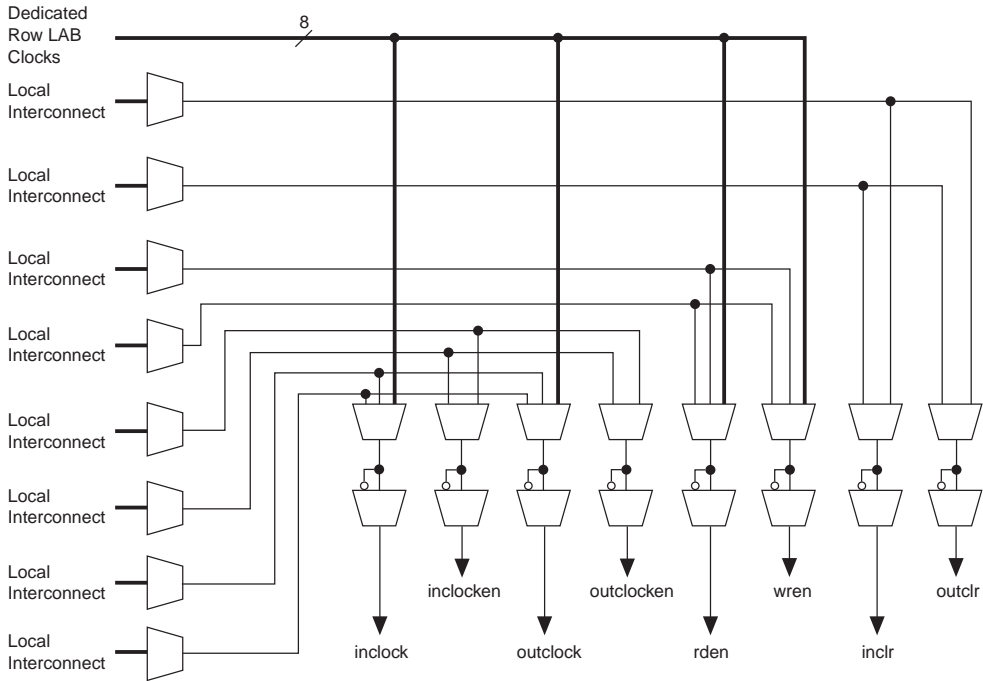 Dedicated
Row LAB
Clocks
8
Local
Interconnect
Local
Interconnect
Local
Interconnect
Local
Interconnect
Local
Interconnect
Local
Interconnect
Local
Interconnect
Local
Interconnect
inclocken
outclocken
wren
outclr
inclock
outclock
rden
inclr